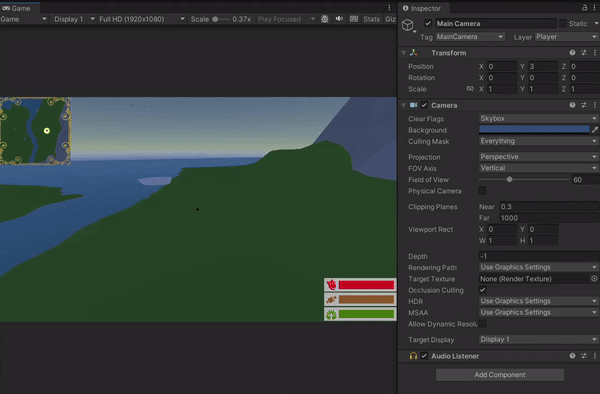 Game
Game Display 1 Full HD (1920x1080) Scale 0.37x Play Focused Stats Giz
Inspector
Main Camera Static
Tag MainCamera Layer Player
Transform
Position X 0 Y 3 Z 0
Rotation X 0 Y 0 Z 0
Scale X 1 Y 1 Z 1
Camera
Clear Flags Skybox
Background
Culling Mask Everything
Projection Perspective
FOV Axis Vertical
Field of View 60
Physical Camera
Clipping Planes Near 0.3
Far 1000
Viewport Rect X 0 Y 0
W 1 H 1
Depth -1
Rendering Path Use Graphics Settings
Target Texture None (Render Texture)
Occlusion Culling
HDR Use Graphics Settings
MSAA Use Graphics Settings
Allow Dynamic Resolu
Target Display Display 1
Audio Listener
Add Component